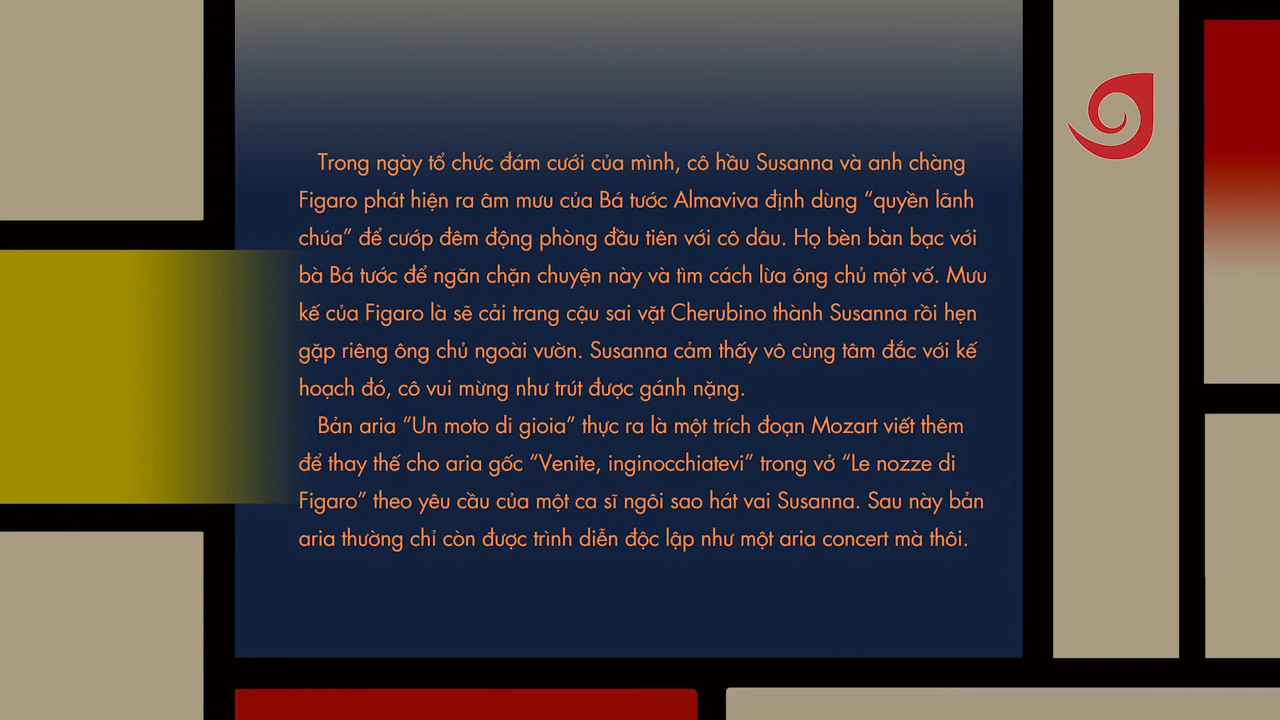 Trong ngày tổ chức đám cưới của mình, cô hầu Susanna và anh chàng
Figaro phát hiện ra âm mưu của Bá tước Almaviva định dùng “quyền lãnh
chúa” để cướp đêm động phòng đầu tiên với cô dâu. Họ bèn bàn bạc với
bà Bá tước để ngăn chặn chuyện này và tìm cách lừa ông chủ một vố. Mưu
kế của Figaro là sẽ cải trang cậu sai vặt Cherubino thành Susanna rồi hẹn
gặp riêng ông chủ ngoài vườn. Susanna cảm thấy vô cùng tâm đắc với kế
hoạch đó, cô vui mừng như trút được gánh nặng.
Bản aria “Un moto di gioia” thực ra là một trích đoạn Mozart viết thêm
để thay thế cho aria gốc “Venite, inginocchiatevi” trong vở “Le nozze di
Figaro” theo yêu cầu của một ca sĩ ngôi sao hát vai Susanna. Sau này bản
aria thường chỉ còn được trình diễn độc lập như một aria concert mà thôi.